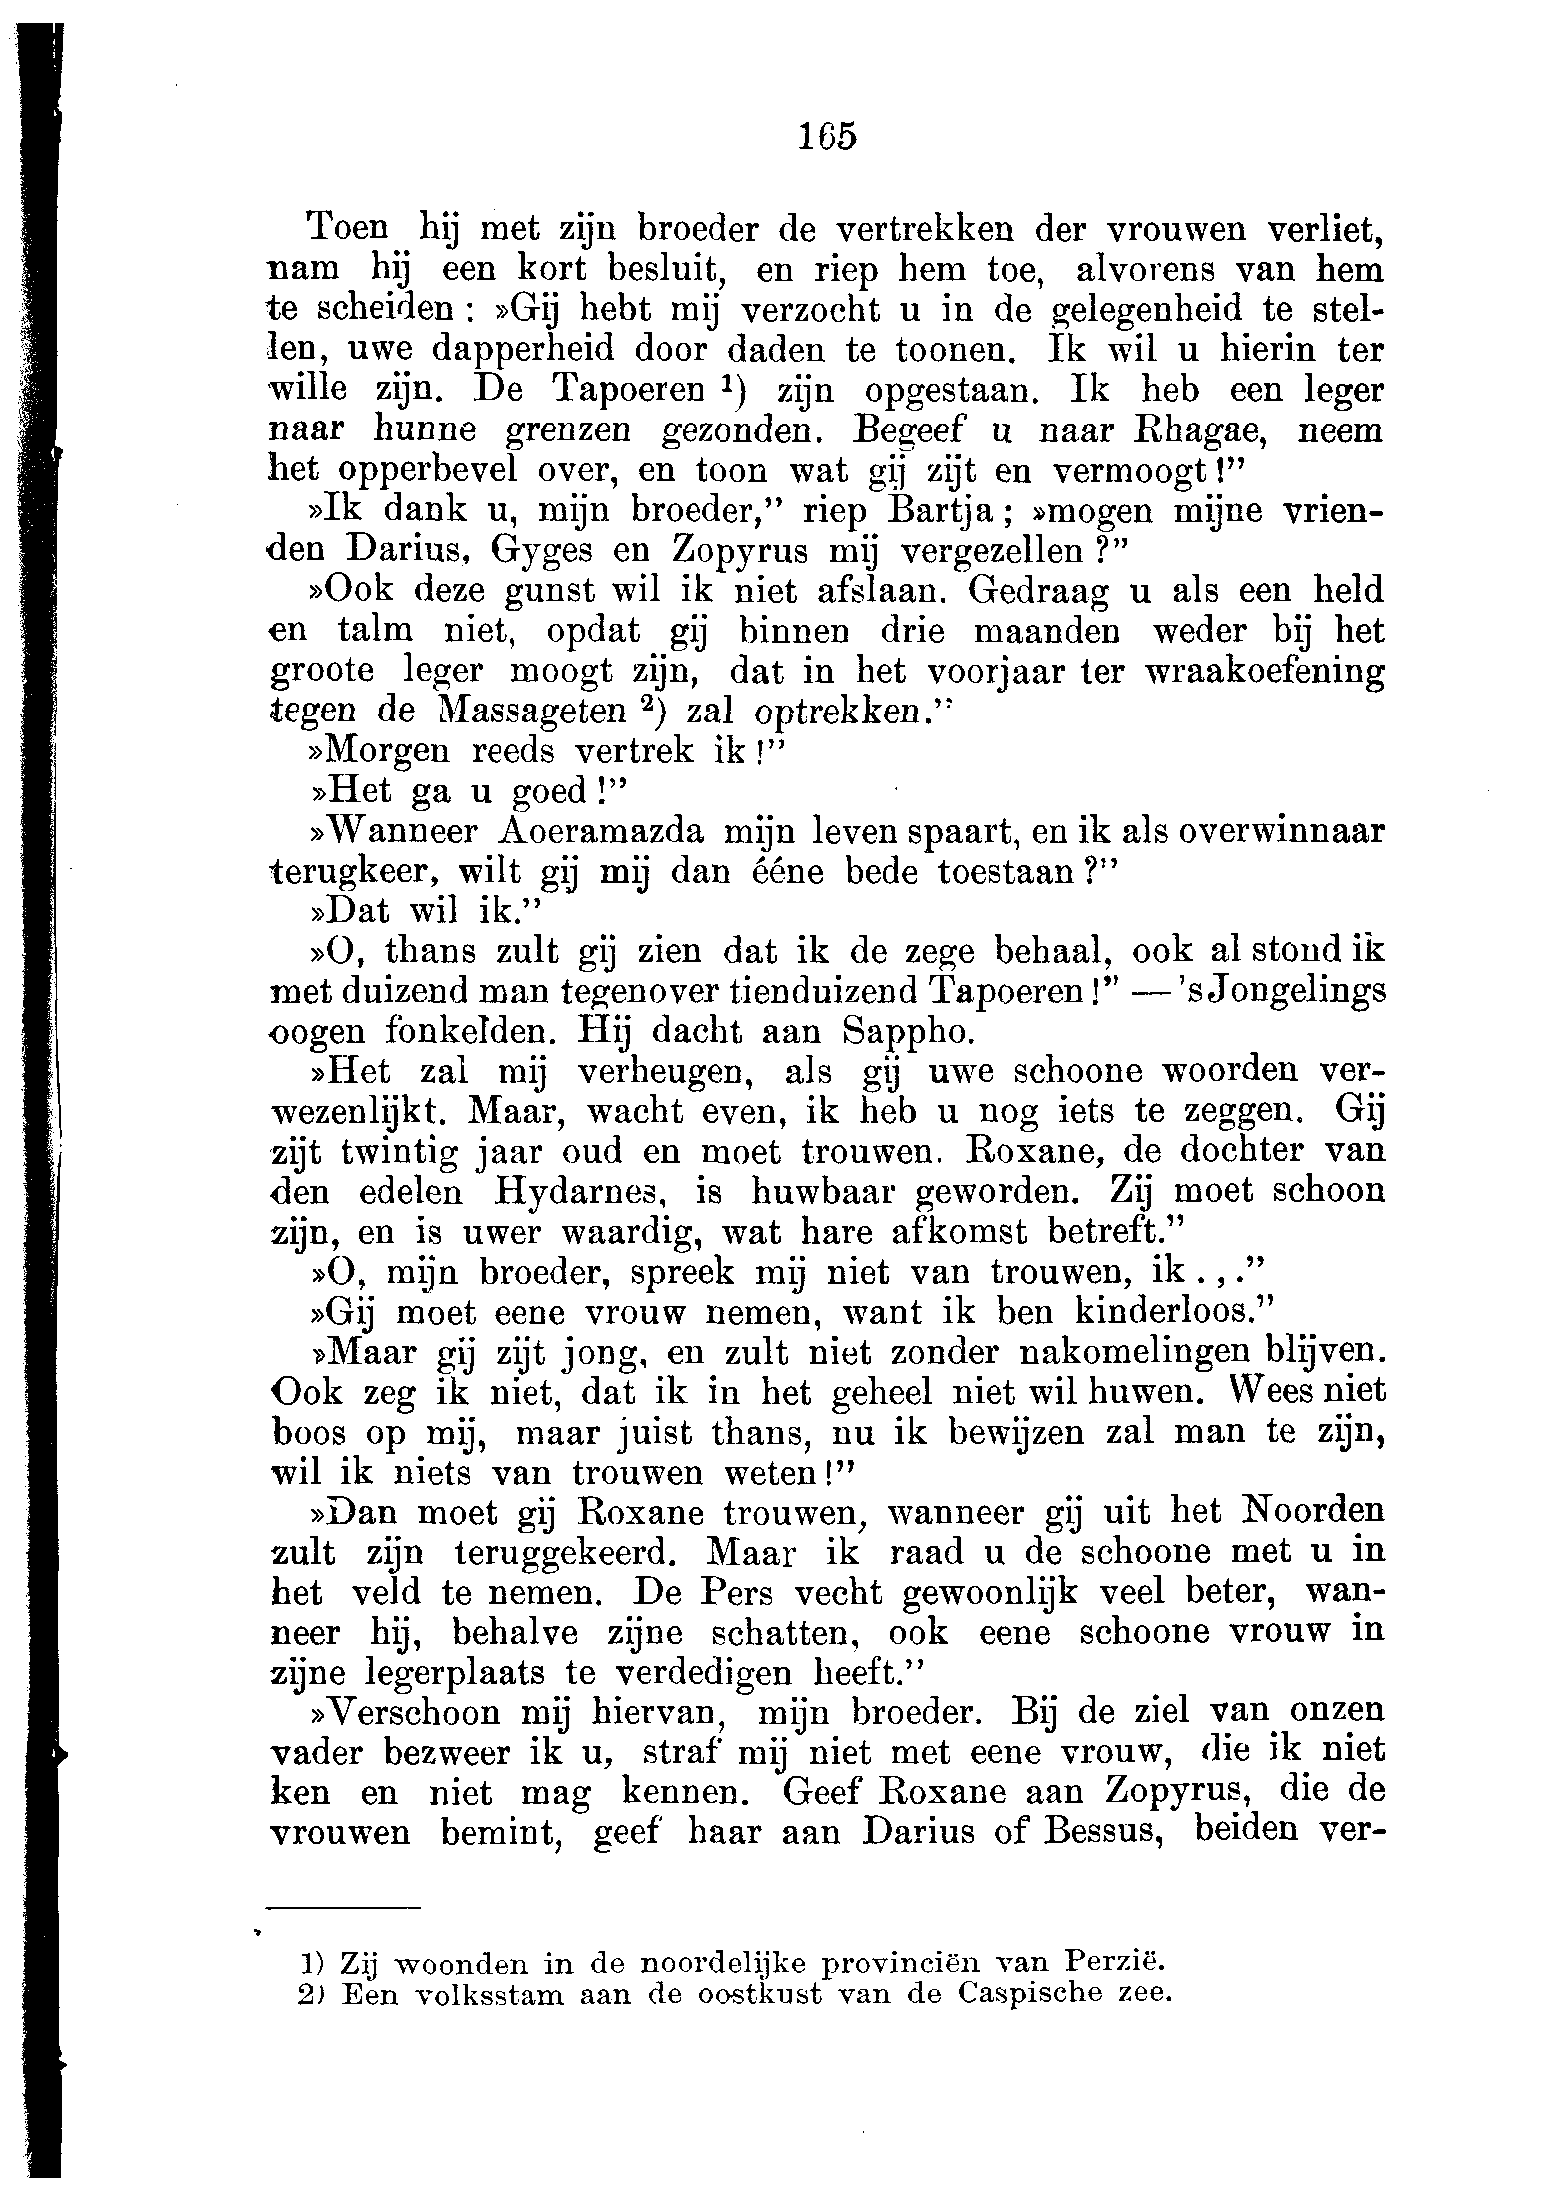 165
Toen hij met zijn broeder de vertrekken der vrouwen verliet,
nam hij een kort besluit, en riep hem toe, alvorens van hem
te scheiden : »Gij hebt mij verzocht u in de gelegenheid te stel-
len, uwe dapperheid door daden te toonen. Ik wil u hierin ter
wille zijn. De Tapoeren ¹) zijn opgestaan. Ik heb een leger
naar hunne grenzen gezonden. Begeef u naar Rhagae, neem
het opperbevel over, en toon wat gij zijt en vermoogt!”
»Ik dank u, mijn broeder,” riep Bartja ; »mogen mijne vrien-
den Darius, Gyges en Zopyrus mij vergezellen ?”
»Ook deze gunst wil ik niet afslaan. Gedraag u als een held
en talm niet, opdat gij binnen drie maanden weder bij het
groote leger moogt zijn, dat in het voorjaar ter wraakoefening
tegen de Massageten ²) zal optrekken.”
»Morgen reeds vertrek ik !”
»Het ga u goed !”
»Wanneer Aoeramazda mijn leven spaart, en ik als overwinnaar
terugkeer, wilt gij mij dan ééne bede toestaan ?”
»Dat wil ik.”
»O, thans zult gij zien dat ik de zege behaal, ook al stond ik
met duizend man tegenover tienduizend Tapoeren !” — 's Jongelings
oogen fonkelden. Hij dacht aan Sappho.
»Het zal mij verheugen, als gij uwe schoone woorden ver-
wezenlijkt. Maar, wacht even, ik heb u nog iets te zeggen. Gij
zijt twintig jaar oud en moet trouwen. Roxane, de dochter van
den edelen Hydarnes, is huwbaar geworden. Zij moet schoon
zijn, en is uwer waardig, wat hare afkomst betreft.”
»O, mijn broeder, spreek mij niet van trouwen, ik . , .”
»Gij moet eene vrouw nemen, want ik ben kinderloos.”
»Maar gij zijt jong, en zult niet zonder nakomelingen blijven.
Ook zeg ik niet, dat ik in het geheel niet wil huwen. Wees niet
boos op mij, maar juist thans, nu ik bewijzen zal man te zijn,
wil ik niets van trouwen weten !”
»Dan moet gij Roxane trouwen, wanneer gij uit het Noorden
zult zijn teruggekeerd. Maar ik raad u de schoone met u in
het veld te nemen. De Pers vecht gewoonlijk veel beter, wan-
neer hij, behalve zijne schatten, ook eene schoone vrouw in
zijne legerplaats te verdedigen heeft.”
»Verschoon mij hiervan, mijn broeder. Bij de ziel van onzen
vader bezweer ik u, straf mij niet met eene vrouw, die ik niet
ken en niet mag kennen. Geef Roxane aan Zopyrus, die de
vrouwen bemint, geef haar aan Darius of Bessus, beiden ver-
1) Zij woonden in de noordelijke provinciën van Perzië.
2) Een volksstam aan de oostkust van de Caspische zee.